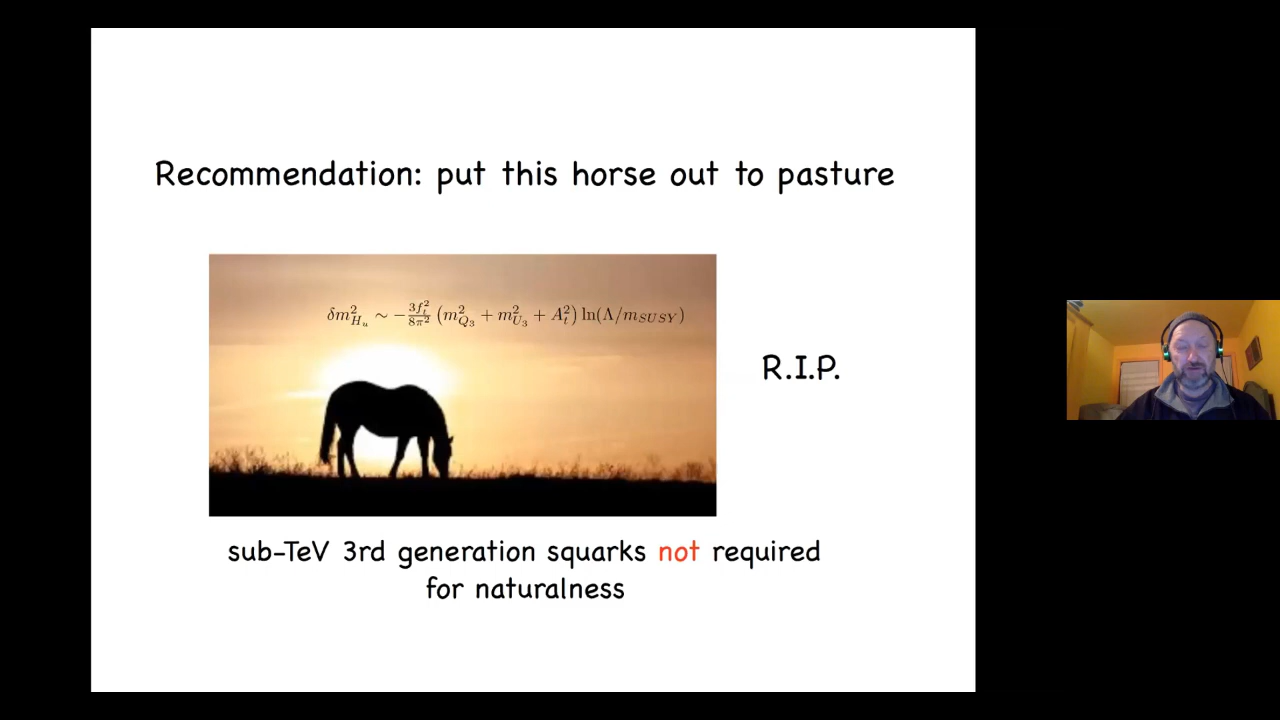 Recommendation: put this horse out to pasture
δm²_{H_u} ∼ −\frac{3f_t²}{8π²} (m²_{Q_3} + m²_{U_3} + A_t²) ln(Λ/m_{SUSY})
R.I.P.
sub-TeV 3rd generation squarks not required
for naturalness